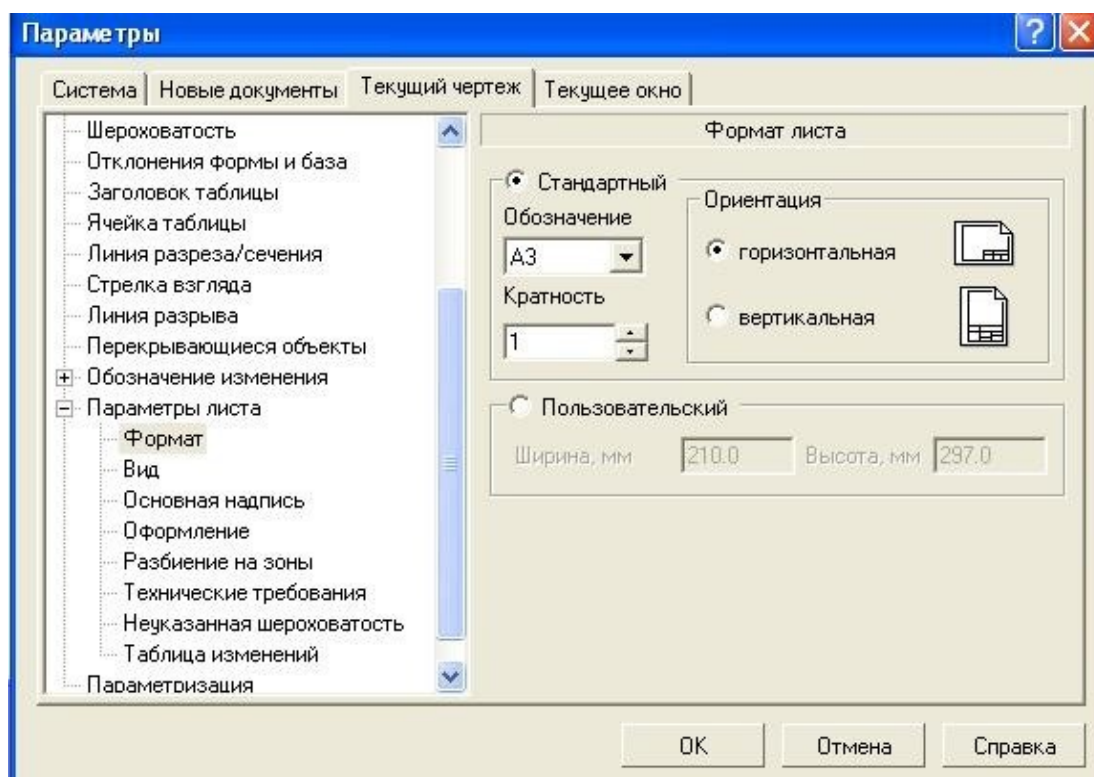 Параметры
Система
Новые документы
Текущий чертеж
Текущее окно
Шероховатость
Отклонения формы и база
Заголовок таблицы
Ячейка таблицы
Линия разреза/сечения
Стрелка взгляда
Линия разрыва
Перекрывающиеся объекты
Обозначение изменения
Параметры листа
Формат
Вид
Основная надпись
Оформление
Разбиение на зоны
Технические требования
Неуказанная шероховатость
Таблица изменений
Параметризация
Формат листа
Стандартный
Обозначение
А3
Кратность
1
Ориентация
горизонтальная
вертикальная
Пользовательский
Ширина, мм 210.0 Высота, мм 297.0
OK Отмена Справка